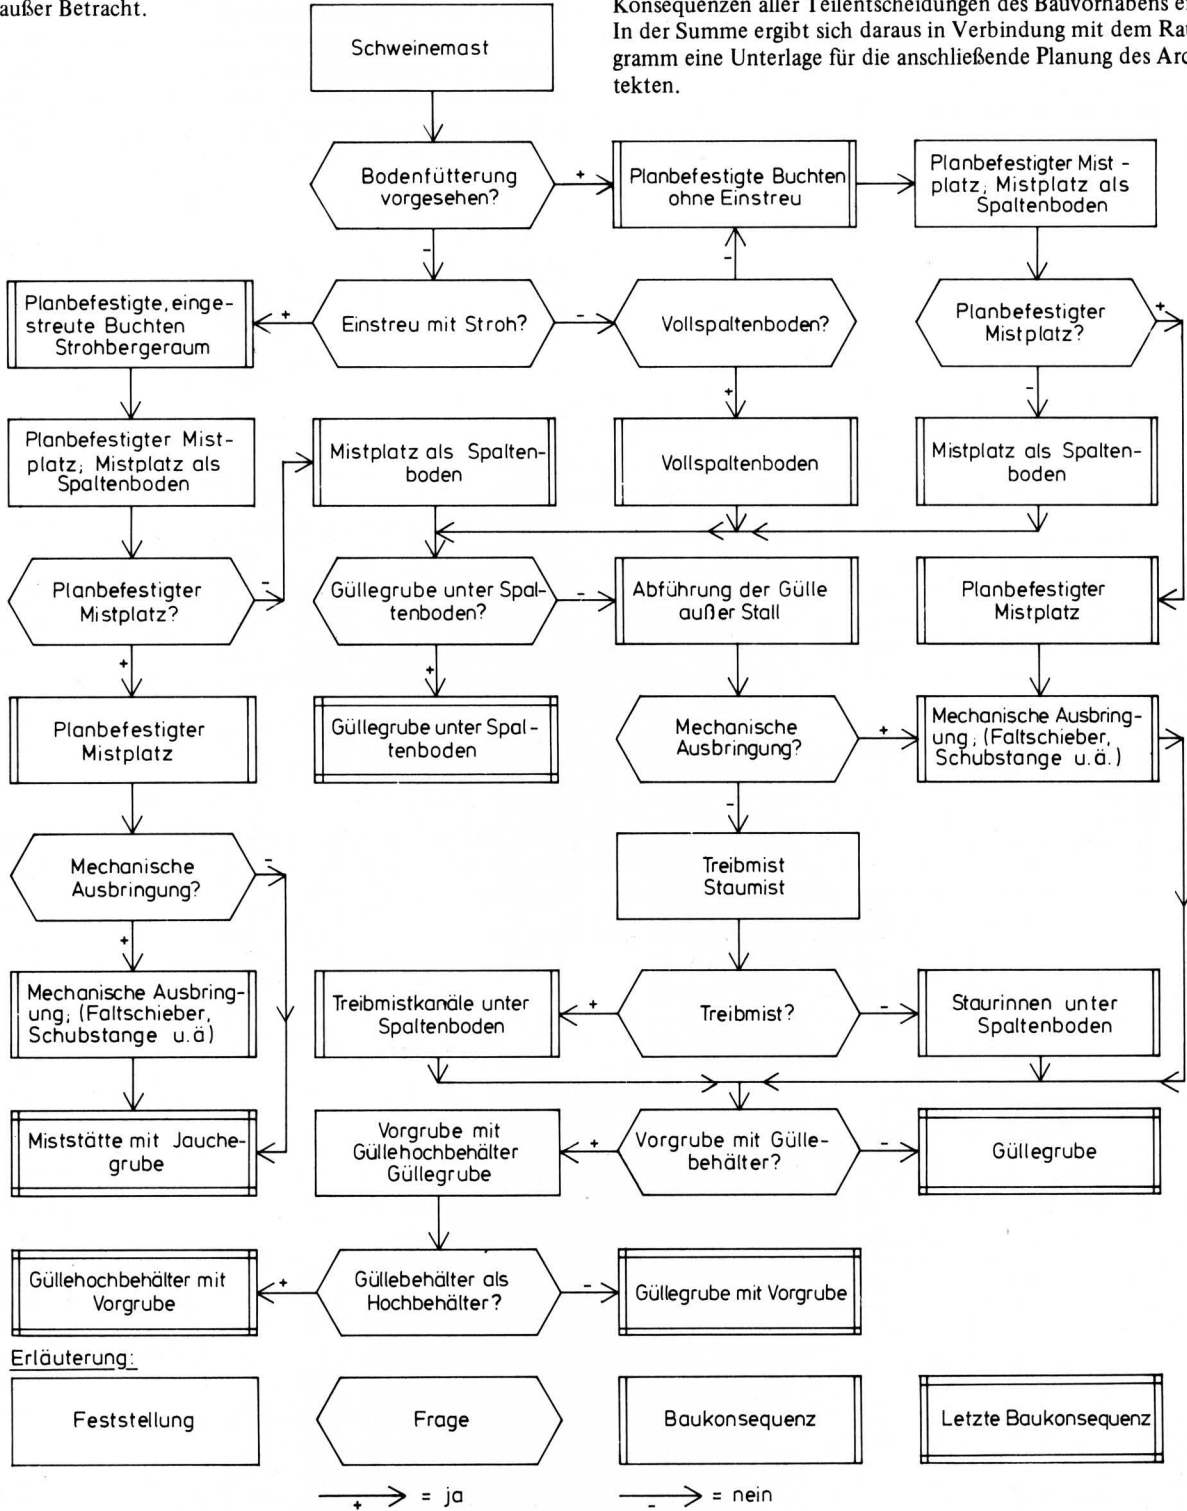 außer Betracht.
Konsequenzen aller Teilentscheidungen des Bauvorhabens
In der Summe ergibt sich daraus in Verbindung mit dem
gramm eine Unterlage für die anschließende Planung des
tekten.
Schweinemast
Bodenfütterung
vorgesehen?
+
Planbefestigte Buchten
ohne Einstreu
Planbefestigter Mist-
platz; Mistplatz als
Spaltenboden
-
-
Planbefestigte, einge-
streute Buchten
Strohbergeraum
+
Einstreu mit Stroh?
-
Vollspaltenboden?
Planbefestigter
Mistplatz?
+
+
-
Planbefestigter Mist-
platz; Mistplatz als
Spaltenboden
Mistplatz als Spalten-
boden
Vollspaltenboden
Mistplatz als Spalten-
boden
Planbefestigter
Mistplatz?
-
Güllegrube unter Spal-
tenboden?
-
Abführung der Gülle
außer Stall
Planbefestigter
Mistplatz
+
+
Planbefestigter
Mistplatz
Güllegrube unter Spal-
tenboden
Mechanische
Ausbringung?
+
Mechanische Ausbring-
ung; (Faltschieber,
Schubstange u.ä.)
-
Mechanische
Ausbringung?
-
Treibmist
Staumist
+
Mechanische Ausbring-
ung; (Faltschieber,
Schubstange u.ä)
Treibmistkanäle unter
Spaltenboden
+
Treibmist?
-
Staurinnen unter
Spaltenboden
Miststätte mit Jauche-
grube
Vorgrube mit
Güllehochbehälter
Güllegrube
+
Vorgrube mit Gülle-
behälter?
-
Güllegrube
Güllehochbehälter mit
Vorgrube
+
Güllebehälter als
Hochbehälter?
-
Güllegrube mit Vorgrube
Erläuterung:
Feststellung
Frage
Baukonsequenz
Letzte Baukonsequenz
+ = ja
- = nein